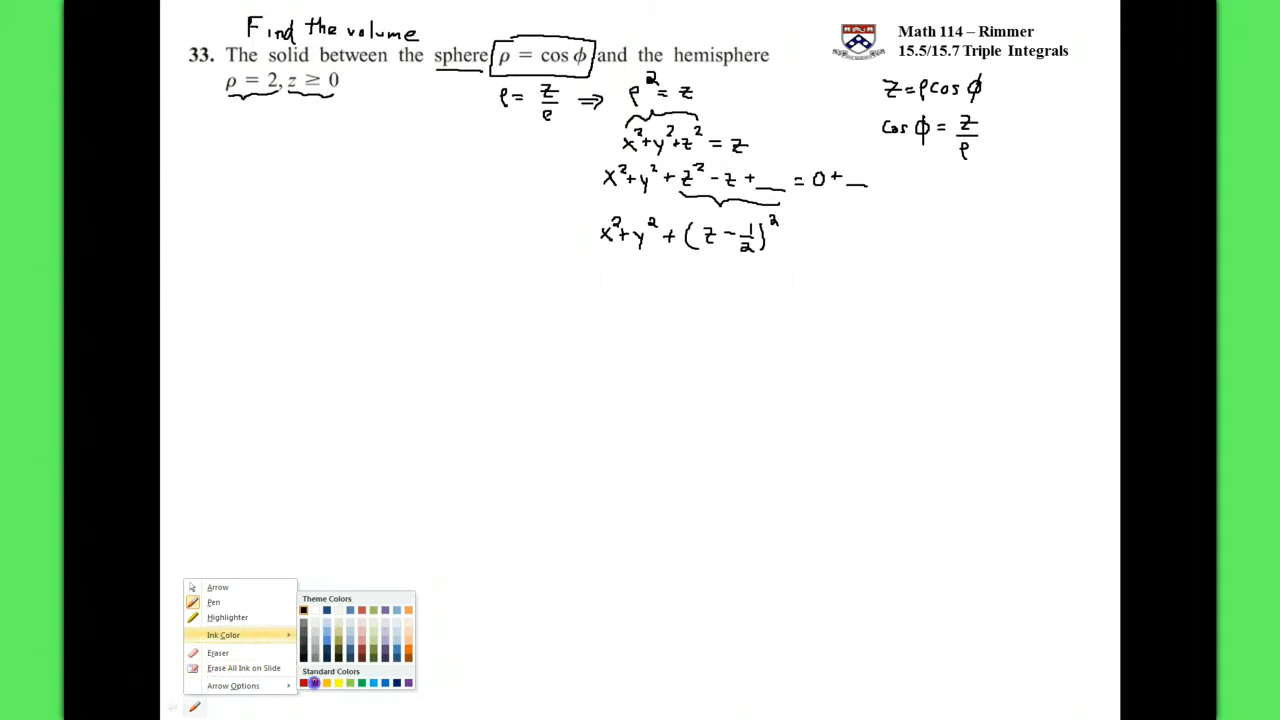 Find the volume
Math 114 – Rimmer
15.5/15.7 Triple Integrals
33. The solid between the sphere ρ = cos ϕ and the hemisphere
ρ = 2, z ≥ 0
z = ρ cos ϕ
ρ = z/ρ ⇒ ρ² = z
cos ϕ = z/ρ
x² + y² + z² = z
x² + y² + z² - z + __ = 0 + __
x² + y² + (z - 1/2)²
Arrow
Pen
Highlighter
Ink Color
Eraser
Erase All Ink on Slide
Arrow Options
Theme Colors
Standard Colors